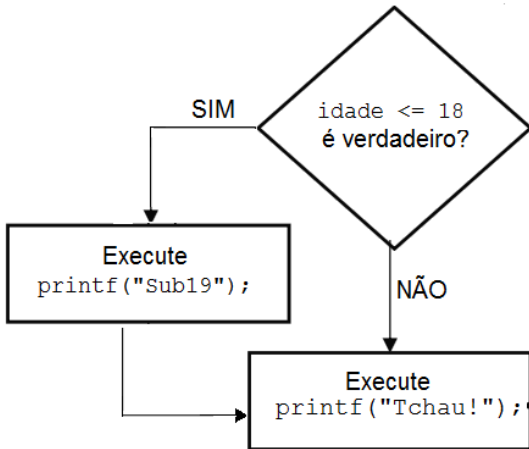 idade <= 18
é verdadeiro?
SIM
Execute
printf("Sub19");
NÃO
Execute
printf("Tchau!");